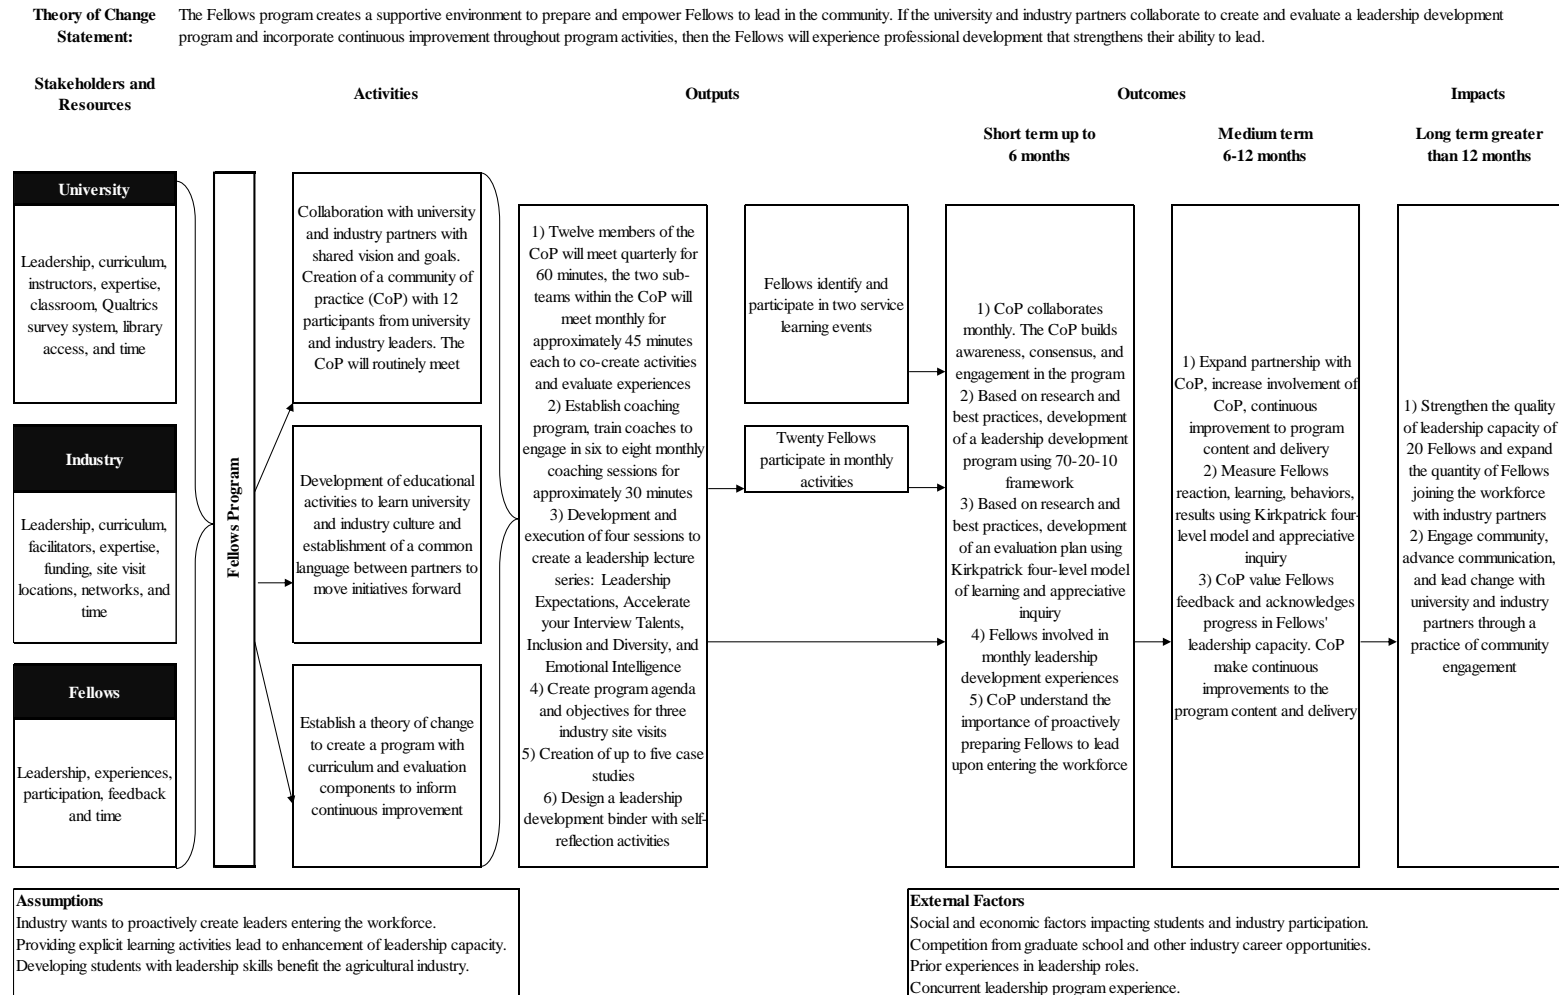 Theory of Change
Statement:
The Fellows program creates a supportive environment to prepare and empower Fellows to lead in the community. If the university and industry partners collaborate to create and evaluate a leadership development
program and incorporate continuous improvement throughout program activities, then the Fellows will experience professional development that strengthens their ability to lead.
Stakeholders and
Resources
Activities
Outputs
Outcomes
Impacts
Short term up to
6 months
Medium term
6-12 months
Long term greater
than 12 months
University
Leadership, curriculum,
instructors, expertise,
classroom, Qualtrics
survey system, library
access, and time
Industry
Leadership, curriculum,
facilitators, expertise,
funding, site visit
locations, networks, and
time
Fellows
Leadership, experiences,
participation, feedback
and time
Fellows Program
Collaboration with university
and industry partners with
shared vision and goals.
Creation of a community of
practice (CoP) with 12
participants from university
and industry leaders. The
CoP will routinely meet
Development of educational
activities to learn university
and industry culture and
establishment of a common
language between partners to
move initiatives forward
Establish a theory of change
to create a program with
curriculum and evaluation
components to inform
continuous improvement
1) Twelve members of the
CoP will meet quarterly for
60 minutes, the two sub-
teams within the CoP will
meet monthly for
approximately 45 minutes
each to co-create activities
and evaluate experiences
2) Establish coaching
program, train coaches to
engage in six to eight monthly
coaching sessions for
approximately 30 minutes
3) Development and
execution of four sessions to
create a leadership lecture
series: Leadership
Expectations, Accelerate
your Interview Talents,
Inclusion and Diversity, and
Emotional Intelligence
4) Create program agenda
and objectives for three
industry site visits
5) Creation of up to five case
studies
6) Design a leadership
development binder with self-
reflection activities
Fellows identify and
participate in two service
learning events
Twenty Fellows
participate in monthly
activities
1) CoP collaborates
monthly. The CoP builds
awareness, consensus, and
engagement in the program
2) Based on research and
best practices, development
of a leadership development
program using 70-20-10
framework
3) Based on research and
best practices, development
of an evaluation plan using
Kirkpatrick four-level model
of learning and appreciative
inquiry
4) Fellows involved in
monthly leadership
development experiences
5) CoP understand the
importance of proactively
preparing Fellows to lead
upon entering the workforce
1) Expand partnership with
CoP, increase involvement of
CoP, continuous
improvement to program
content and delivery
2) Measure Fellows
reaction, learning, behaviors,
results using Kirkpatrick four-
level model and appreciative
inquiry
3) CoP value Fellows
feedback and acknowledges
progress in Fellows'
leadership capacity. CoP
make continuous
improvements to the
program content and delivery
1) Strengthen the quality
of leadership capacity of
20 Fellows and expand
the quantity of Fellows
joining the workforce
with industry partners
2) Engage community,
advance communication,
and lead change with
university and industry
partners through a
practice of community
engagement
Assumptions
Industry wants to proactively create leaders entering the workforce.
Providing explicit learning activities lead to enhancement of leadership capacity.
Developing students with leadership skills benefit the agricultural industry.
External Factors
Social and economic factors impacting students and industry participation.
Competition from graduate school and other industry career opportunities.
Prior experiences in leadership roles.
Concurrent leadership program experience.